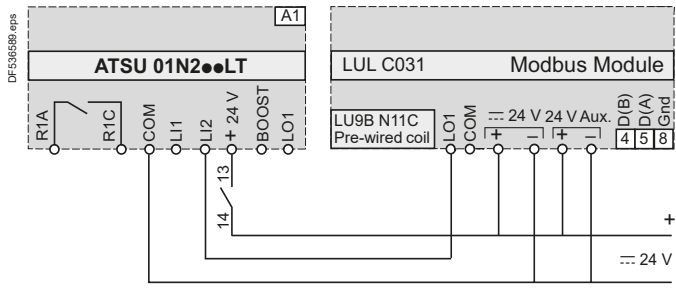 DF536589.eps
A1
ATSU 01N2●●LT
LUL C031 Modbus Module
R1A
R1C
COM
LI1
LI2
+ 24 V
BOOST
LO1
LU9B N11C
Pre-wired coil
LO1
COM
⎓ 24 V
24 V Aux.
+ – + –
D(B)
D(A)
Gnd
4 5 8
13
14
+
⎓ 24 V